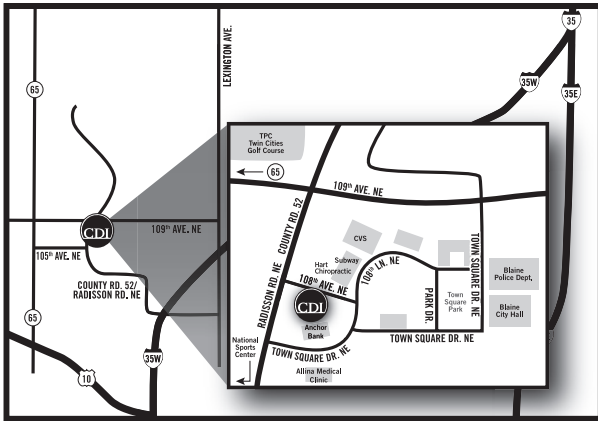 35
LEXINGTON AVE.
35W
65
35E
TPC
Twin Cities
Golf Course
65
109th AVE. NE
COUNTY RD. 52
RADISSON RD. NE
CVS
Subway
Hart
Chiropractic
108th LN. NE
108th AVE. NE
CDI
Anchor
Bank
TOWN SQUARE DR. NE
PARK DR.
Town
Square
Park
Blaine
Police Dept,
Blaine
City Hall
TOWN SQUARE DR. NE
TOWN SQUARE DR. NE
National
Sports
Center
Allina Medical
Clinic
CDI
109th AVE. NE
105th AVE. NE
COUNTY RD. 52/
RADISSON RD. NE
65
35W
10